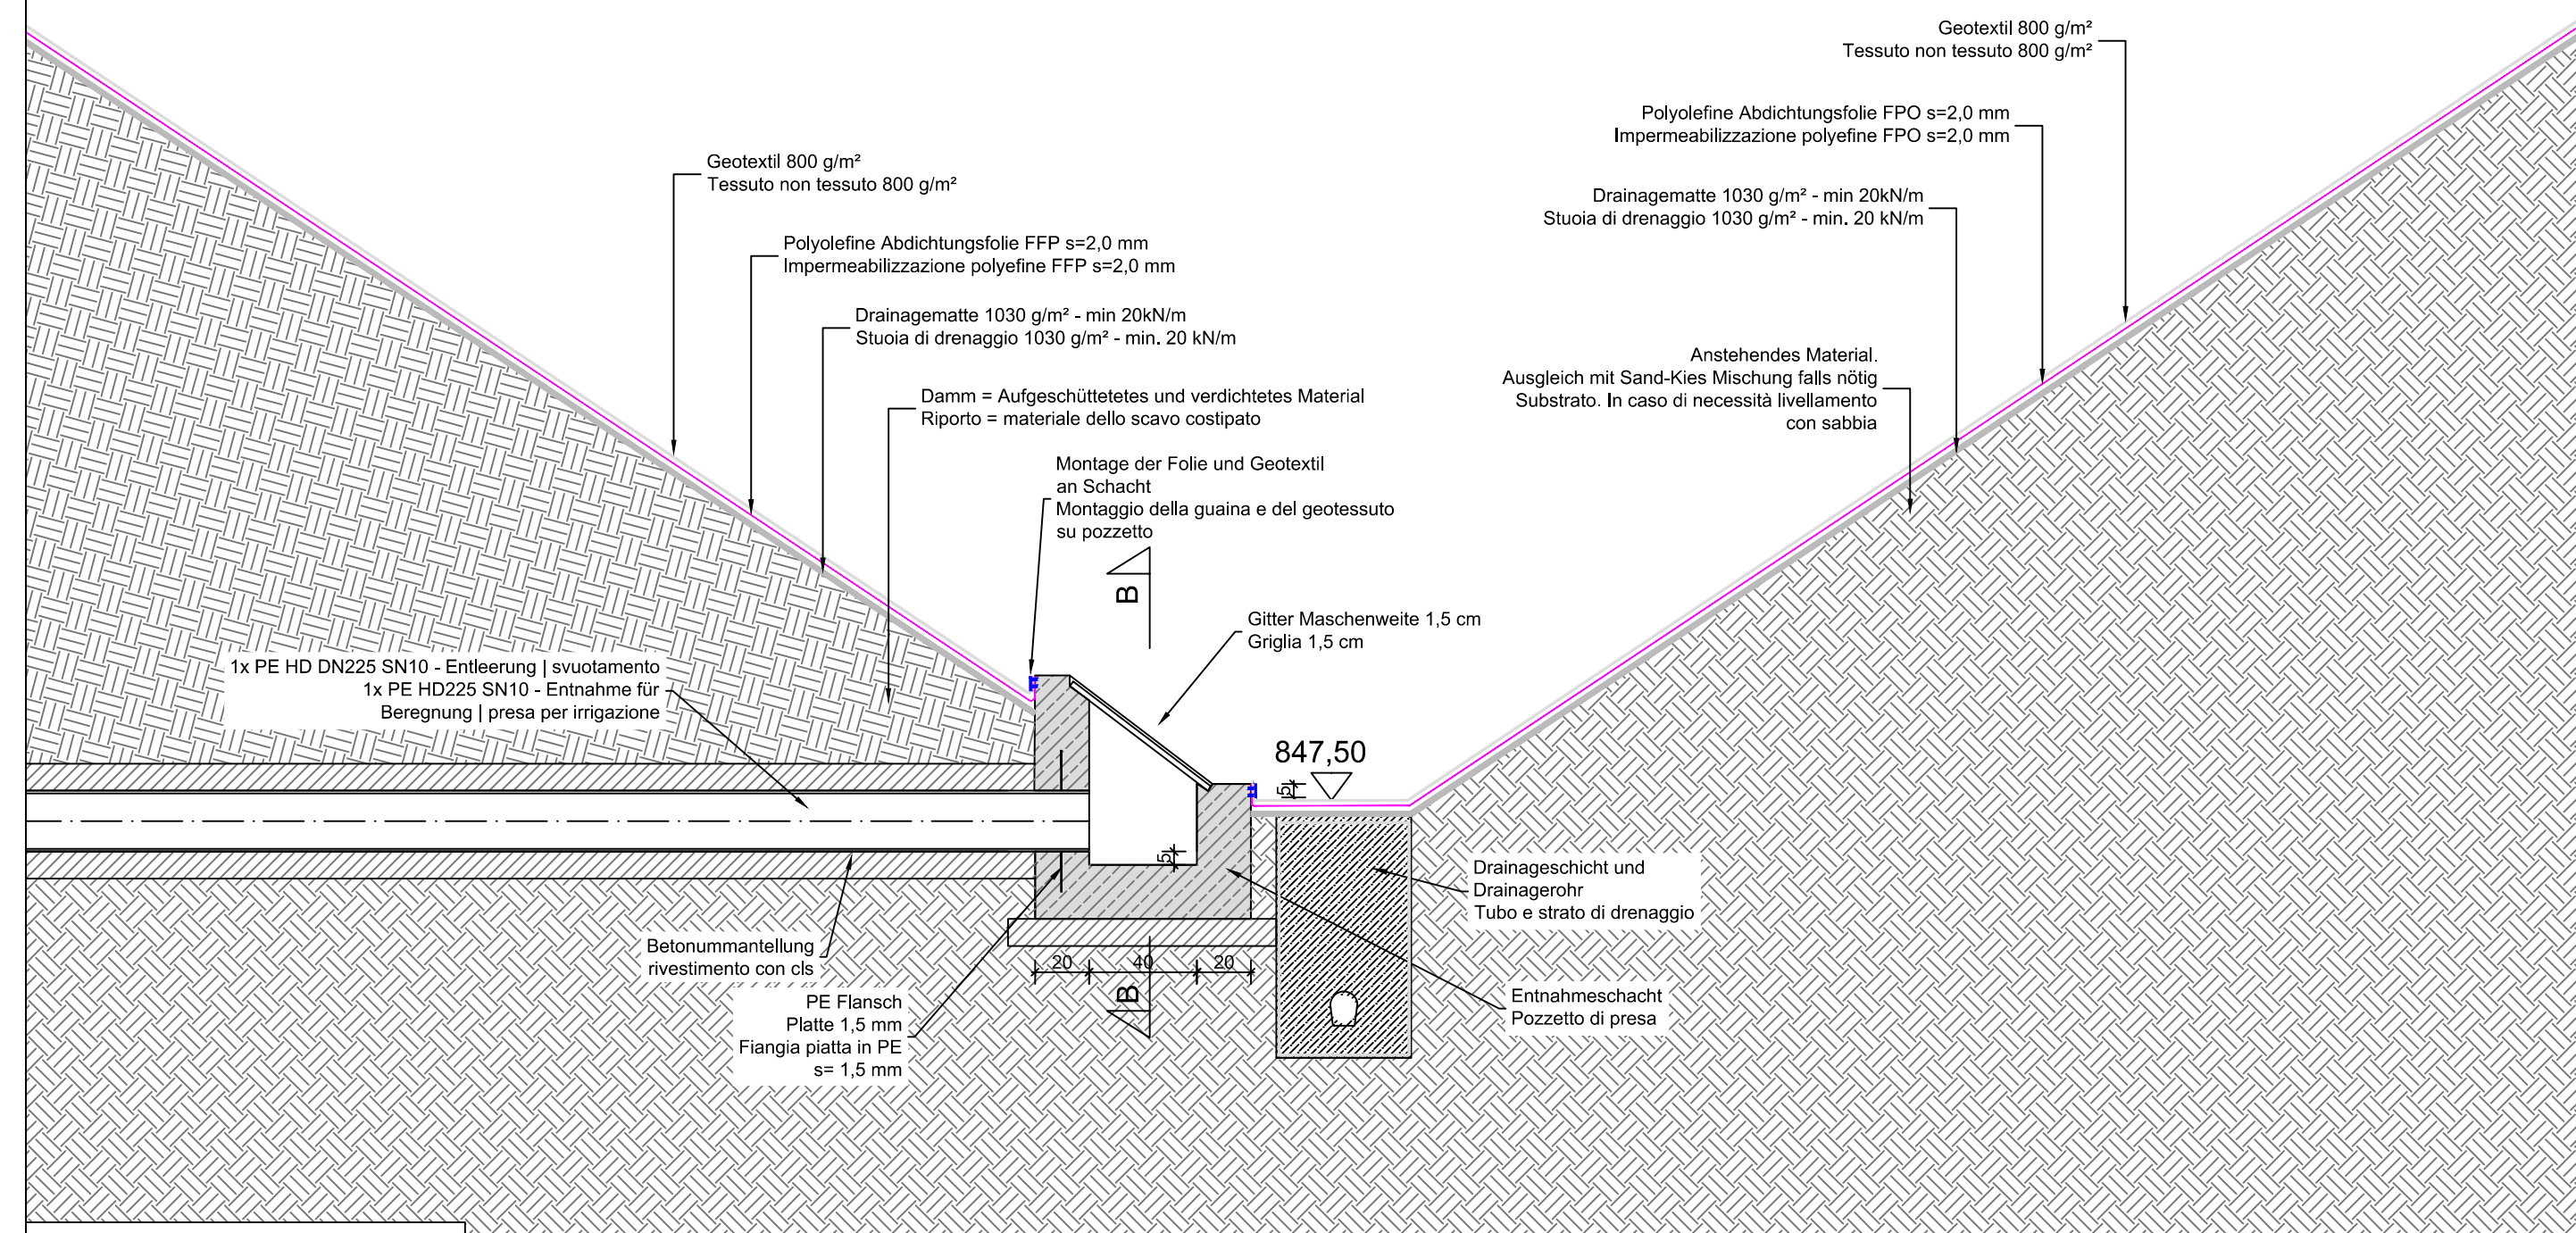 Geotextil 800 g/m²
Tessuto non tessuto 800 g/m²
Polyolefine Abdichtungsfolie FPO s=2,0 mm
Impermeabilizzazione polyefine FPO s=2,0 mm
Drainagematte 1030 g/m² - min 20kN/m
Stuoia di drenaggio 1030 g/m² - min. 20 kN/m
Anstehendes Material.
Ausgleich mit Sand-Kies Mischung falls nötig
Substrato. In caso di necessità livellamento
con sabbia
Geotextil 800 g/m²
Tessuto non tessuto 800 g/m²
Polyolefine Abdichtungsfolie FFP s=2,0 mm
Impermeabilizzazione polyefine FFP s=2,0 mm
Drainagematte 1030 g/m² - min 20kN/m
Stuoia di drenaggio 1030 g/m² - min. 20 kN/m
Damm = Aufgeschüttetetes und verdichtetes Material
Riporto = materiale dello scavo costipato
Montage der Folie und Geotextil
an Schacht
Montaggio della guaina e del geotessuto
su pozzetto
B
Gitter Maschenweite 1,5 cm
Griglia 1,5 cm
1x PE HD DN225 SN10 - Entleerung | svuotamento
1x PE HD225 SN10 - Entnahme für
Beregnung | presa per irrigazione
847,50
5
5
Drainageschicht und
Drainagerohr
Tubo e strato di drenaggio
Betonummantellung
rivestimento con cls
20
40
20
B
PE Flansch
Platte 1,5 mm
Fiangia piatta in PE
s= 1,5 mm
Entnahmeschacht
Pozzetto di presa